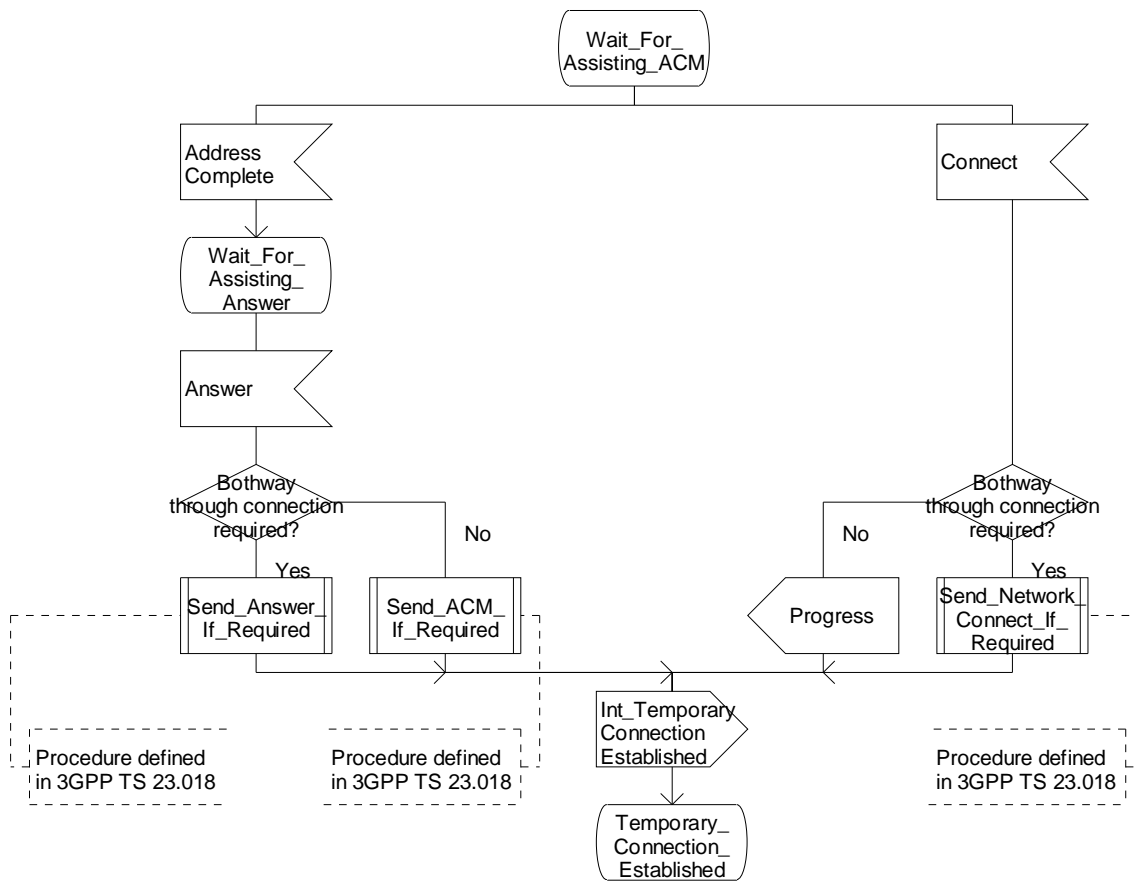 Wait_For_
Assisting_ACM
Address
Complete
Connect
Wait_For_
Assisting_
Answer
Answer
Bothway
through connection
required?
Bothway
through connection
required?
No
No
Yes
Yes
Send_Answer_
If_Required
Send_ACM_
If_Required
Progress
Send_Network_
Connect_If_
Required
Int_Temporary
Connection
Established
Procedure defined
in 3GPP TS 23.018
Procedure defined
in 3GPP TS 23.018
Procedure defined
in 3GPP TS 23.018
Temporary_
Connection_
Established